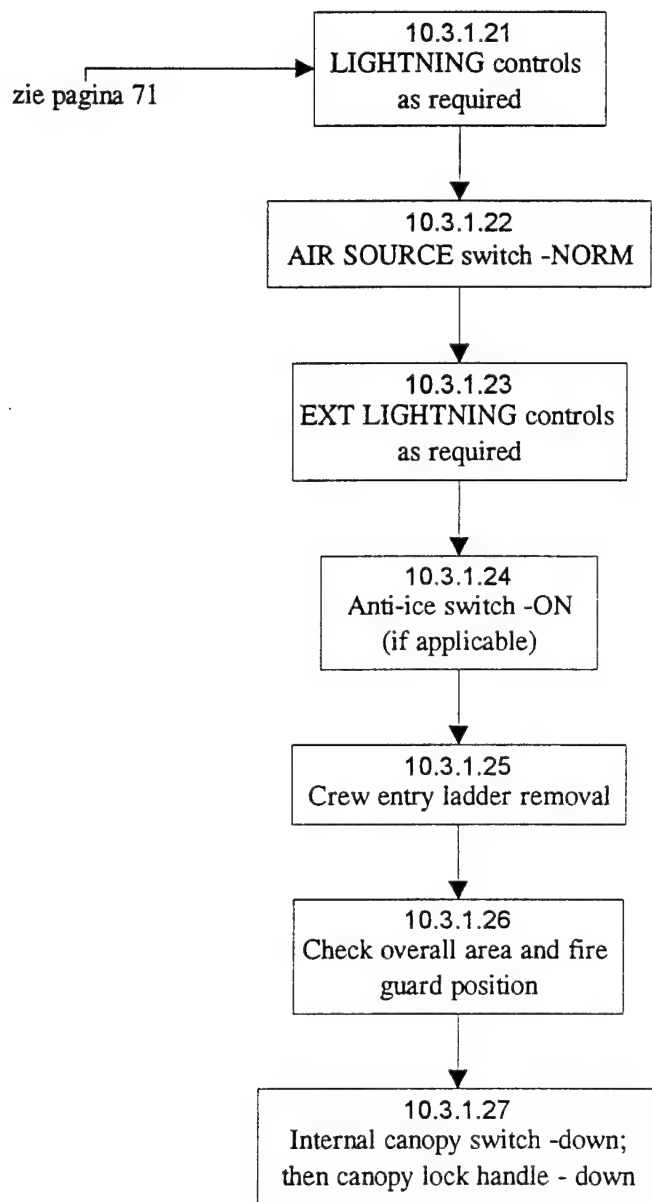 10.3.1.21
LIGHTNING controls
as required
zie pagina 71
10.3.1.22
AIR SOURCE switch -NORM
10.3.1.23
EXT LIGHTNING controls
as required
10.3.1.24
Anti-ice switch -ON
(if applicable)
10.3.1.25
Crew entry ladder removal
10.3.1.26
Check overall area and fire
guard position
10.3.1.27
Internal canopy switch -down;
then canopy lock handle - down